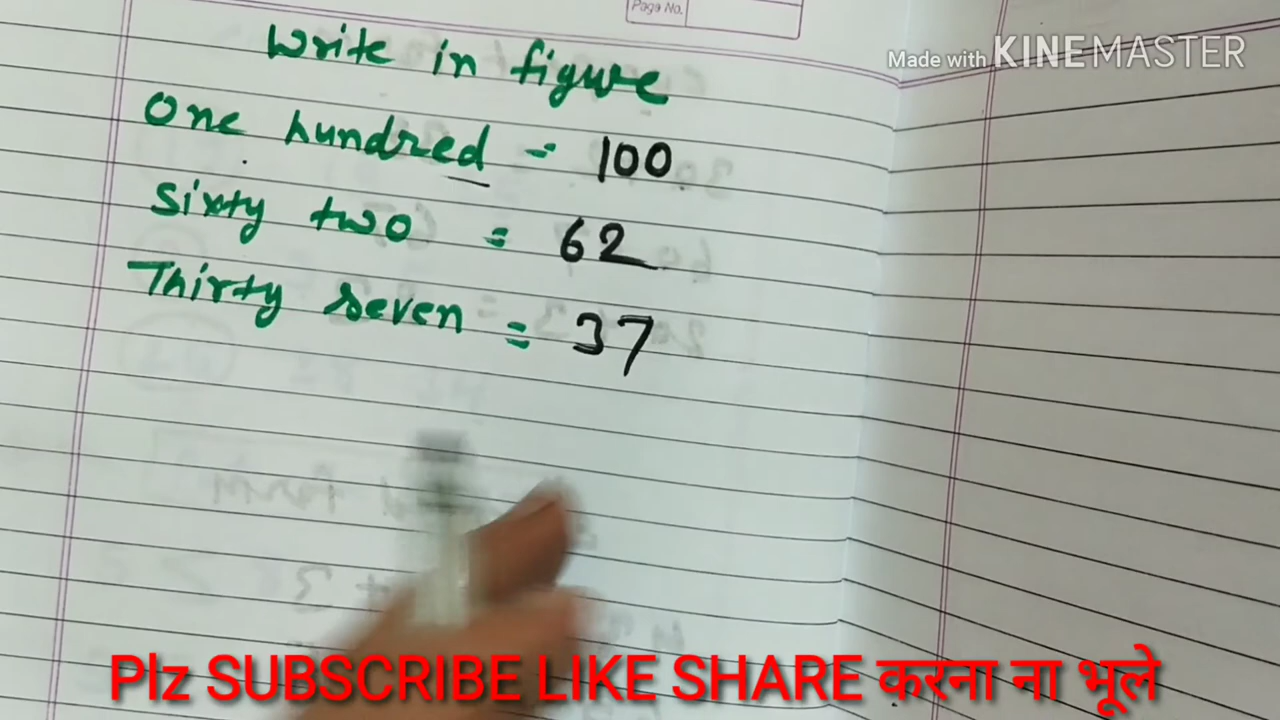 Page No.
Made with KINEMASTER
Write in figure
One hundred = 100
Sixty two = 62
Thirty seven = 37
Plz SUBSCRIBE LIKE SHARE करना ना भूले